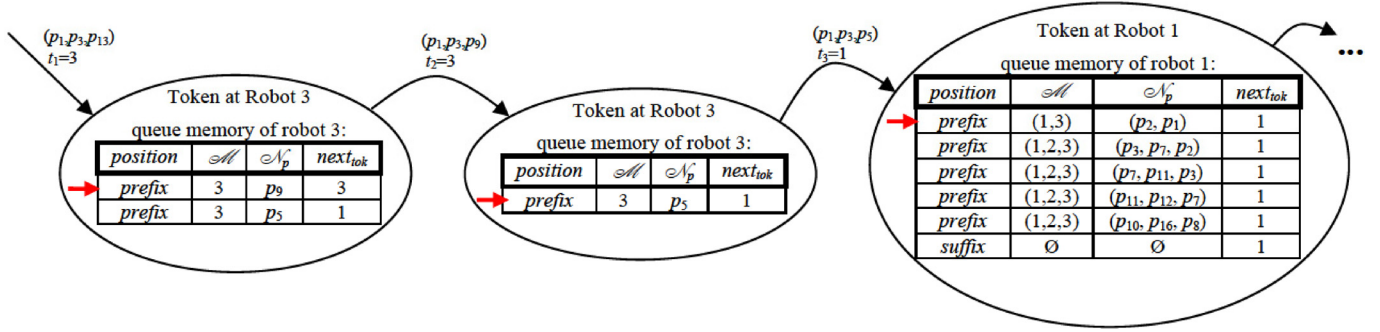 (p₁,p₃,p₁₃)
t₁=3
Token at Robot 3
queue memory of robot 3:
position ℳ 𝒩ₚ next_tok
prefix 3 p₉ 3
prefix 3 p₅ 1
(p₁,p₃,p₉)
t₂=3
Token at Robot 3
queue memory of robot 3:
position ℳ 𝒩ₚ next_tok
prefix 3 p₅ 1
(p₁,p₃,p₅)
t₃=1
Token at Robot 1
queue memory of robot 1:
position ℳ 𝒩ₚ next_tok
prefix (1,3) (p₂, p₁) 1
prefix (1,2,3) (p₃, p₇, p₂) 1
prefix (1,2,3) (p₇, p₁₁, p₃) 1
prefix (1,2,3) (p₁₁, p₁₂, p₇) 1
prefix (1,2,3) (p₁₀, p₁₆, p₈) 1
suffix Ø Ø 1
...